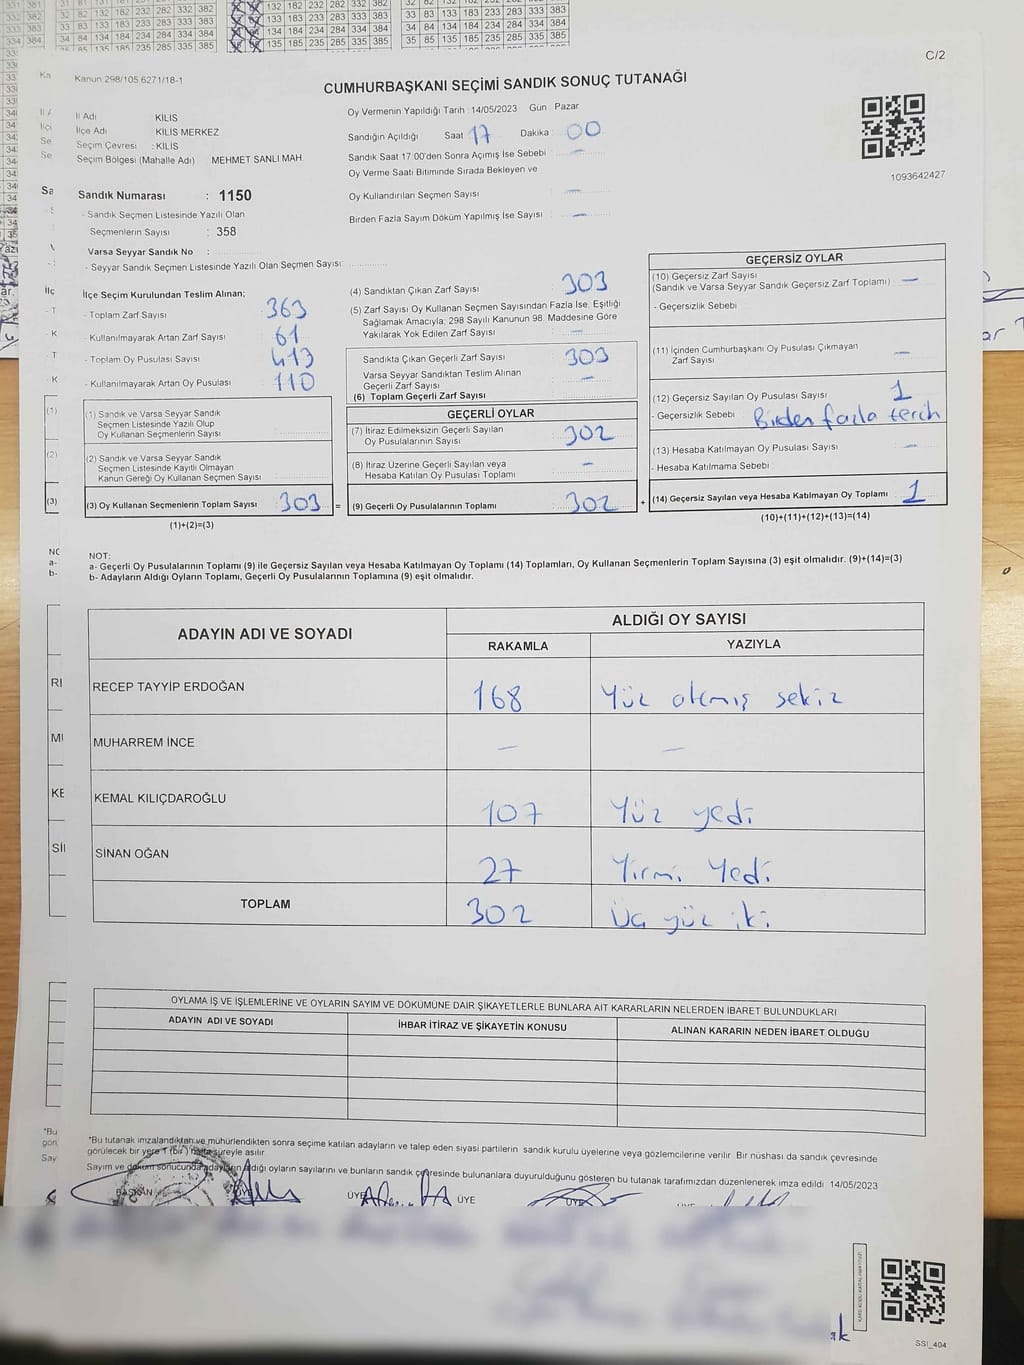 C/2
Kanun 298/105 6271/18-1
CUMHURBAŞKANI SEÇİMİ SANDIK SONUÇ TUTANAĞI
İl Adı KİLİS
İlçe Adı KİLİS MERKEZ
Seçim Çevresi : KİLİS
Seçim Bölgesi (Mahalle Adı) MEHMET SANLI MAH.
Oy Vermenin Yapıldığı Tarih : 14/05/2023 Gün Pazar
Sandığın Açıldığı Saat 17 Dakika 00
Sandık Saat 17:00'den Sonra Açımış İse Sebebi –
Oy Verme Saati Bitiminde Sırada Bekleyen ve
Oy Kullandırılan Seçmen Sayısı –
Birden Fazla Sayım Döküm Yapılmış İse Sayısı –
1093642427
Sandık Numarası : 1150
- Sandık Seçmen Listesinde Yazılı Olan
Seçmenlerin Sayısı : 358
Varsa Seyyar Sandık No :
- Seyyar Sandık Seçmen Listesinde Yazılı Olan Seçmen Sayısı:
İlçe Seçim Kurulundan Teslim Alınan;
- Toplam Zarf Sayısı 363
- Kullanılmayarak Artan Zarf Sayısı 61
- Toplam Oy Pusulası Sayısı 413
- Kullanılmayarak Artan Oy Pusulası 110
(1) Sandık ve Varsa Seyyar Sandık
Seçmen Listesinde Yazılı Olup
Oy Kullanan Seçmenlerin Sayısı
(2) Sandık ve Varsa Seyyar Sandık
Seçmen Listesinde Kayıtlı Olmayan
Kanun Gereği Oy Kullanan Seçmen Sayısı
(3) Oy Kullanan Seçmenlerin Toplam Sayısı 303 =
(1)+(2)=(3)
(4) Sandıktan Çıkan Zarf Sayısı 303
(5) Zarf Sayısı Oy Kullanan Seçmen Sayısından Fazla İse, Eşitliği
Sağlamak Amacıyla; 298 Sayılı Kanunun 98. Maddesine Göre
Yakılarak Yok Edilen Zarf Sayısı –
Sandıkta Çıkan Geçerli Zarf Sayısı 303
Varsa Seyyar Sandıktan Teslim Alınan
Geçerli Zarf Sayısı –
(6) Toplam Geçerli Zarf Sayısı
GEÇERLİ OYLAR
(7) İtiraz Edilmeksizin Geçerli Sayılan
Oy Pusulalarının Sayısı 302
(8) İtiraz Üzerine Geçerli Sayılan veya
Hesaba Katılan Oy Pusulası Toplamı –
(9) Geçerli Oy Pusulalarının Toplamı 302 +
GEÇERSİZ OYLAR
(10) Geçersiz Zarf Sayısı
(Sandık ve Varsa Seyyar Sandık Geçersiz Zarf Toplamı) –
- Geçersizlik Sebebi
(11) İçinden Cumhurbaşkanı Oy Pusulası Çıkmayan
Zarf Sayısı –
(12) Geçersiz Sayılan Oy Pusulası Sayısı 1
- Geçersizlik Sebebi Birden fazla tercih
(13) Hesaba Katılmayan Oy Pusulası Sayısı –
- Hesaba Katılmama Sebebi
(14) Geçersiz Sayılan veya Hesaba Katılmayan Oy Toplamı 1
(10)+(11)+(12)+(13)=(14)
NOT:
a- Geçerli Oy Pusulalarının Toplamı (9) ile Geçersiz Sayılan veya Hesaba Katılmayan Oy Toplamı (14) Toplamları, Oy Kullanan Seçmenlerin Toplam Sayısına (3) eşit olmalıdır. (9)+(14)=(3)
b- Adayların Aldığı Oyların Toplamı, Geçerli Oy Pusulalarının Toplamına (9) eşit olmalıdır.
ADAYIN ADI VE SOYADI ALDIĞI OY SAYISI
RAKAMLA YAZIYLA
RECEP TAYYİP ERDOĞAN 168 Yüz atmış sekiz
MUHARREM İNCE – –
KEMAL KILIÇDAROĞLU 107 Yüz yedi
SİNAN OĞAN 27 Yirmi Yedi
TOPLAM 302 Üç yüz iki
OYLAMA İŞ VE İŞLEMLERİNE VE OYLARIN SAYIM VE DÖKÜMÜNE DAİR ŞİKAYETLERLE BUNLARA AİT KARARLARIN NELERDEN İBARET BULUNDUKLARI
ADAYIN ADI VE SOYADI İHBAR İTİRAZ VE ŞİKAYETİN KONUSU ALINAN KARARIN NEDEN İBARET OLDUĞU
*Bu tutanak imzalandıktan ve mühürlendikten sonra seçime katılan adayların ve talep eden siyasi partilerin sandık kurulu üyelerine veya gözlemcilerine verilir. Bir nüshası da sandık çevresinde
görülecek bir yere 1 (bir) hafta süreyle asılır.
Sayım ve döküm sonucunda adayların aldığı oyların sayılarını ve bunların sandık çevresinde bulunanlara duyurulduğunu gösteren bu tutanak tarafımızdan düzenlenerek imza edildi. 14/05/2023
BAŞKAN ÜYE ÜYE ÜYE ÜYE
SSI_404